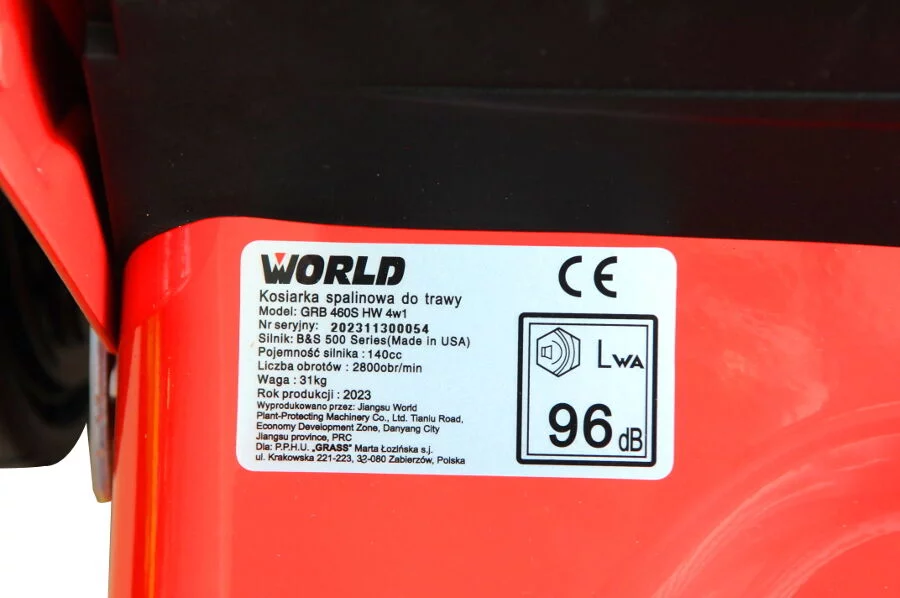 WORLD
Kosiarka spalinowa do trawy
Model: GRB 460S HW 4w1
Nr seryjny: 202311300054
Silnik: B&S 500 Series(Made in USA)
Pojemność silnika : 140cc
Liczba obrotów : 2800obr/min
Waga : 31kg
Rok produkcji : 2023
Wyprodukowano przez: Jiangsu World
Plant-Protecting Machinery Co., Ltd. Tianlu Road,
Economy Development Zone, Danyang City
Jiangsu province, PRC
Dla: P.P.H.U. „GRASS” Marta Łozińska s.j.
ul. Krakowska 221-223, 32-080 Zabierzów, Polska
CE
LWA
96 dB